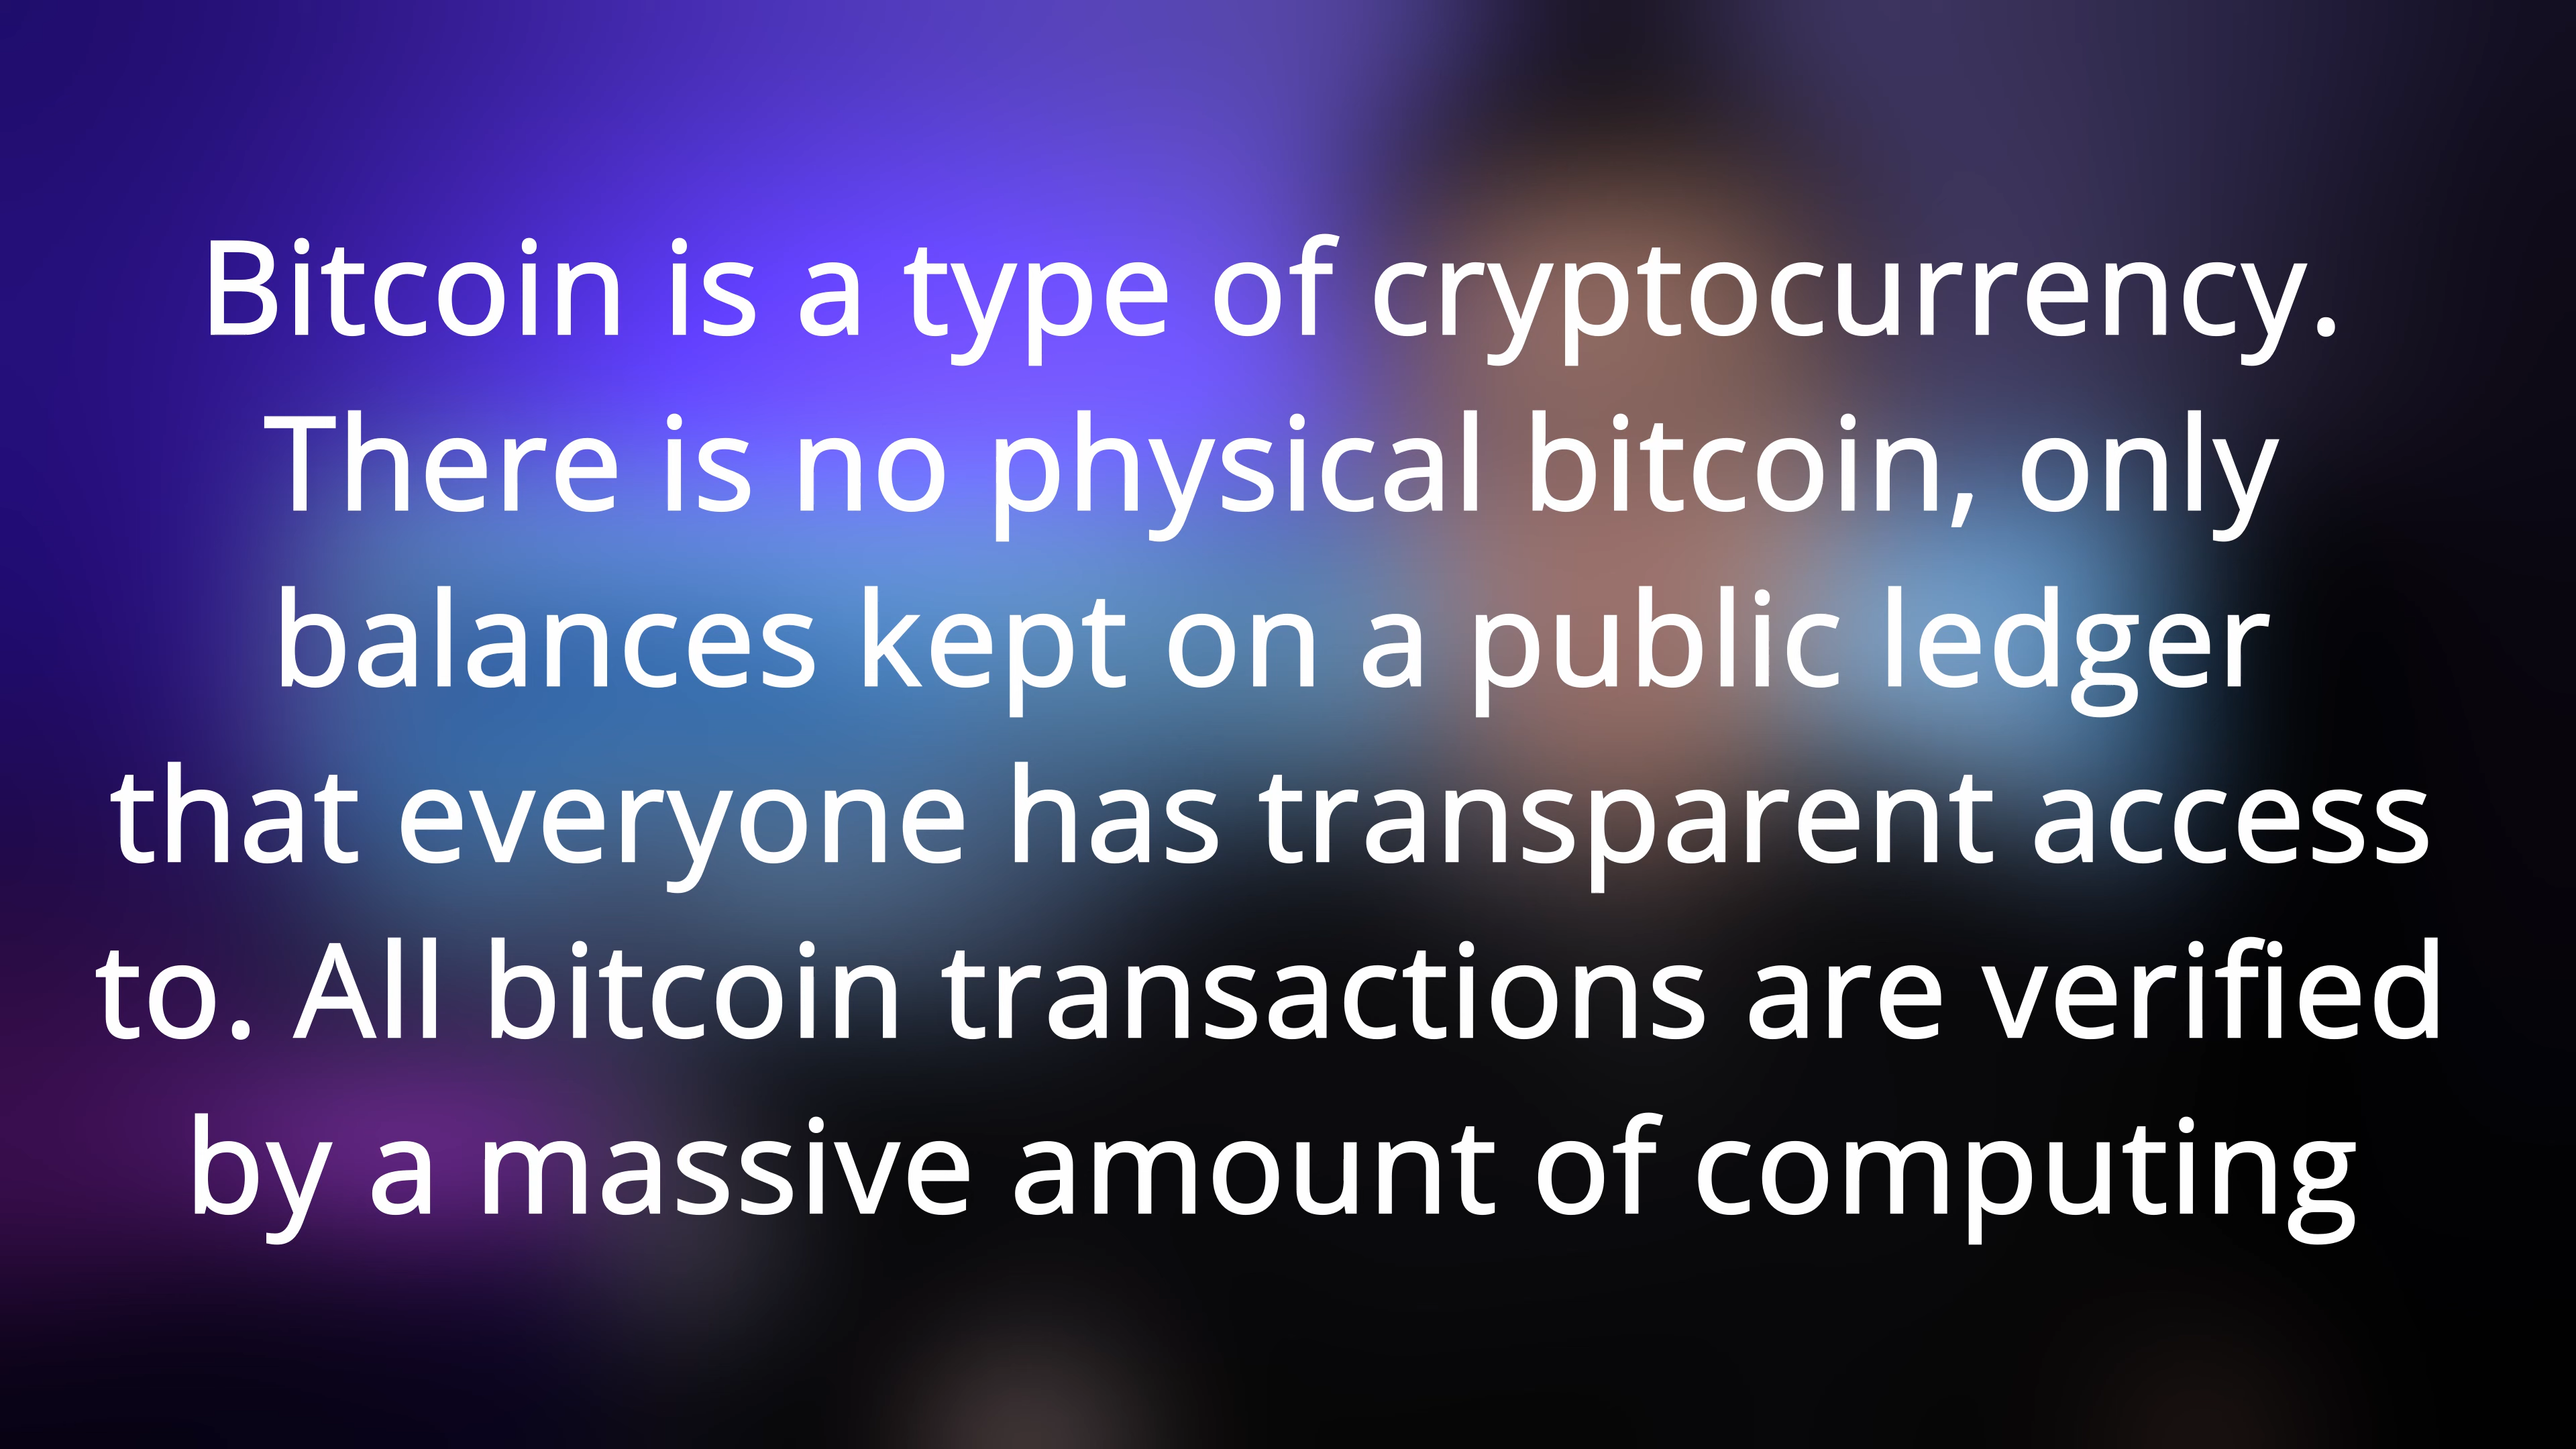 Bitcoin is a type of cryptocurrency.
There is no physical bitcoin, only
balances kept on a public ledger
that everyone has transparent access
to. All bitcoin transactions are verified
by a massive amount of computing